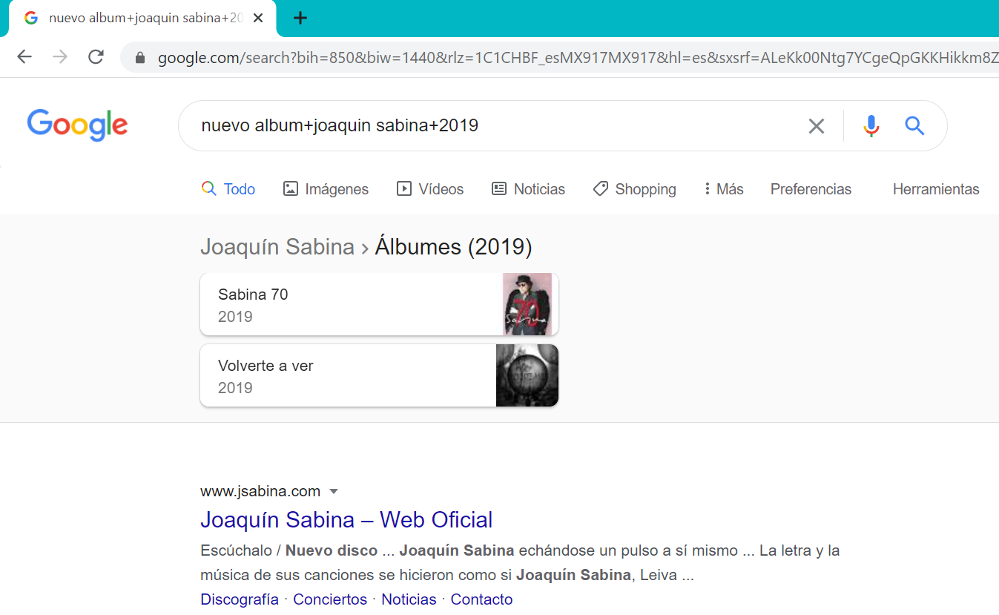 nuevo album+joaquin sabina+20
google.com/search?bih=850&biw=1440&rlz=1C1CHBF_esMX917MX917&hl=es&sxsrf=ALeKk00Ntg7YCgeQpGKKHikkm8Z
Google
nuevo album+joaquin sabina+2019
Todo Imágenes Vídeos Noticias Shopping Más Preferencias Herramientas
Joaquín Sabina › Álbumes (2019)
Sabina 70
2019
70
Sabina
Volverte a ver
2019
www.jsabina.com
Joaquín Sabina – Web Oficial
Escúchalo / Nuevo disco ... Joaquín Sabina echándose un pulso a sí mismo ... La letra y la
música de sus canciones se hicieron como si Joaquín Sabina, Leiva ...
Discografía · Conciertos · Noticias · Contacto